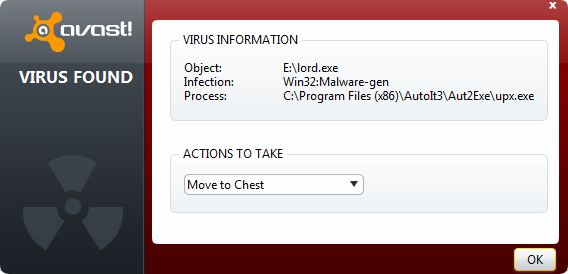 avast!
VIRUS FOUND
x
VIRUS INFORMATION
Object: E:\lord.exe
Infection: Win32:Malware-gen
Process: C:\Program Files (x86)\AutoIt3\Aut2Exe\upx.exe
ACTIONS TO TAKE
Move to Chest
OK